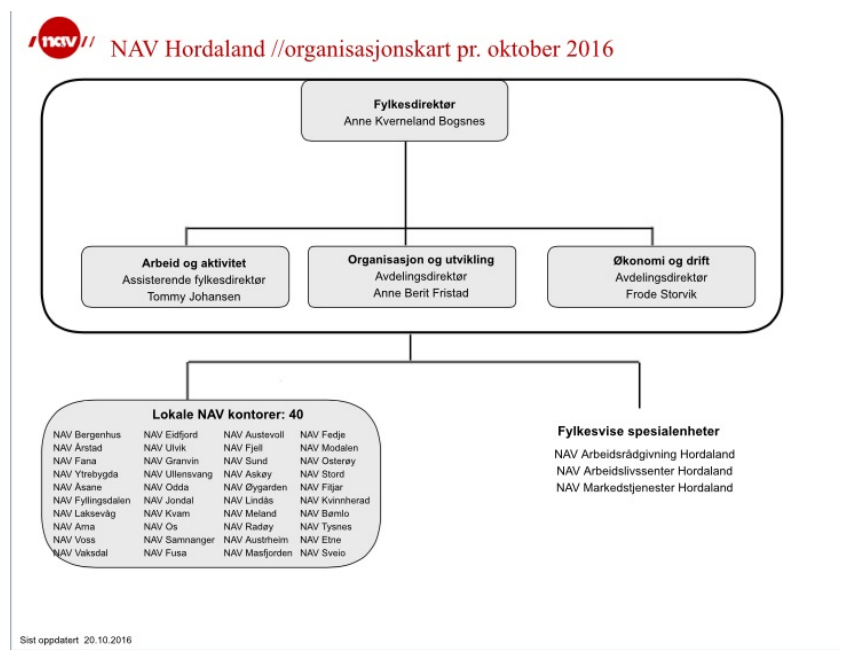 nav
NAV Hordaland //organisasjonskart pr. oktober 2016
Fylkesdirektør
Anne Kverneland Bogsnes
Arbeid og aktivitet
Assisterende fylkesdirektør
Tommy Johansen
Organisasjon og utvikling
Avdelingsdirektør
Anne Berit Fristad
Økonomi og drift
Avdelingsdirektør
Frode Storvik
Lokale NAV kontorer: 40
NAV Bergenhus NAV Eidfjord NAV Austevoll NAV Fedje
NAV Årstad NAV Ulvik NAV Fjell NAV Modalen
NAV Fana NAV Granvin NAV Sund NAV Osterøy
NAV Ytrebygda NAV Ullensvang NAV Askøy NAV Stord
NAV Åsane NAV Odda NAV Øygarden NAV Fitjar
NAV Fyllingsdalen NAV Jondal NAV Lindås NAV Kvinnherad
NAV Laksevåg NAV Kvam NAV Meland NAV Bømlo
NAV Arna NAV Os NAV Radøy NAV Tysnes
NAV Voss NAV Samnanger NAV Austrheim NAV Etne
NAV Vaksdal NAV Fusa NAV Masfjorden NAV Sveio
Fylkesvise spesialenheter
NAV Arbeidsrådgivning Hordaland
NAV Arbeidslivssenter Hordaland
NAV Markedstjenester Hordaland
Sist oppdatert 20.10.2016